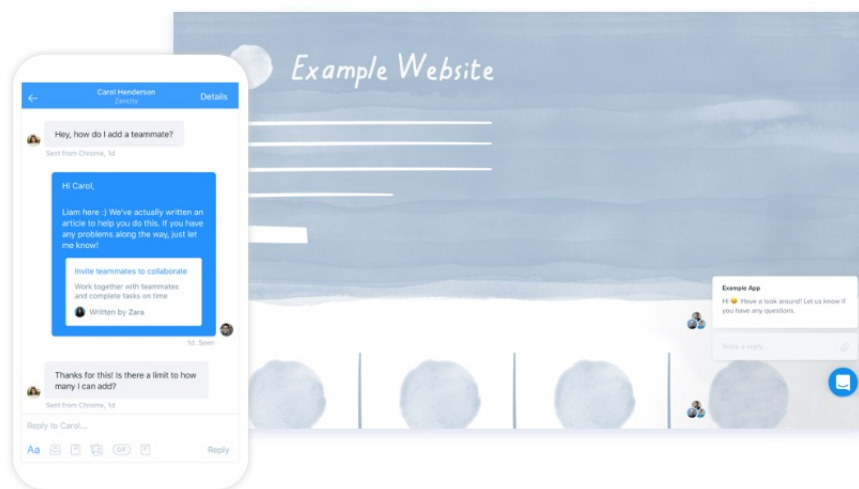 Carol Henderson
Zencity
Details
Hey, how do I add a teammate?
Sent from Chrome, 1d
Hi Carol,
Liam here :) We've actually written an
article to help you do this. If you have
any problems along the way, just let
me know!
Invite teammates to collaborate
Work together with teammates
and complete tasks on time
Written by Zara
1d. Seen
Thanks for this! Is there a limit to how
many I can add?
Sent from Chrome, 1d
Reply to Carol...
Aa
GIF
Reply
Example Website
Example App
Hi 😀 Have a look around! Let us know if
you have any questions.
Write a reply...